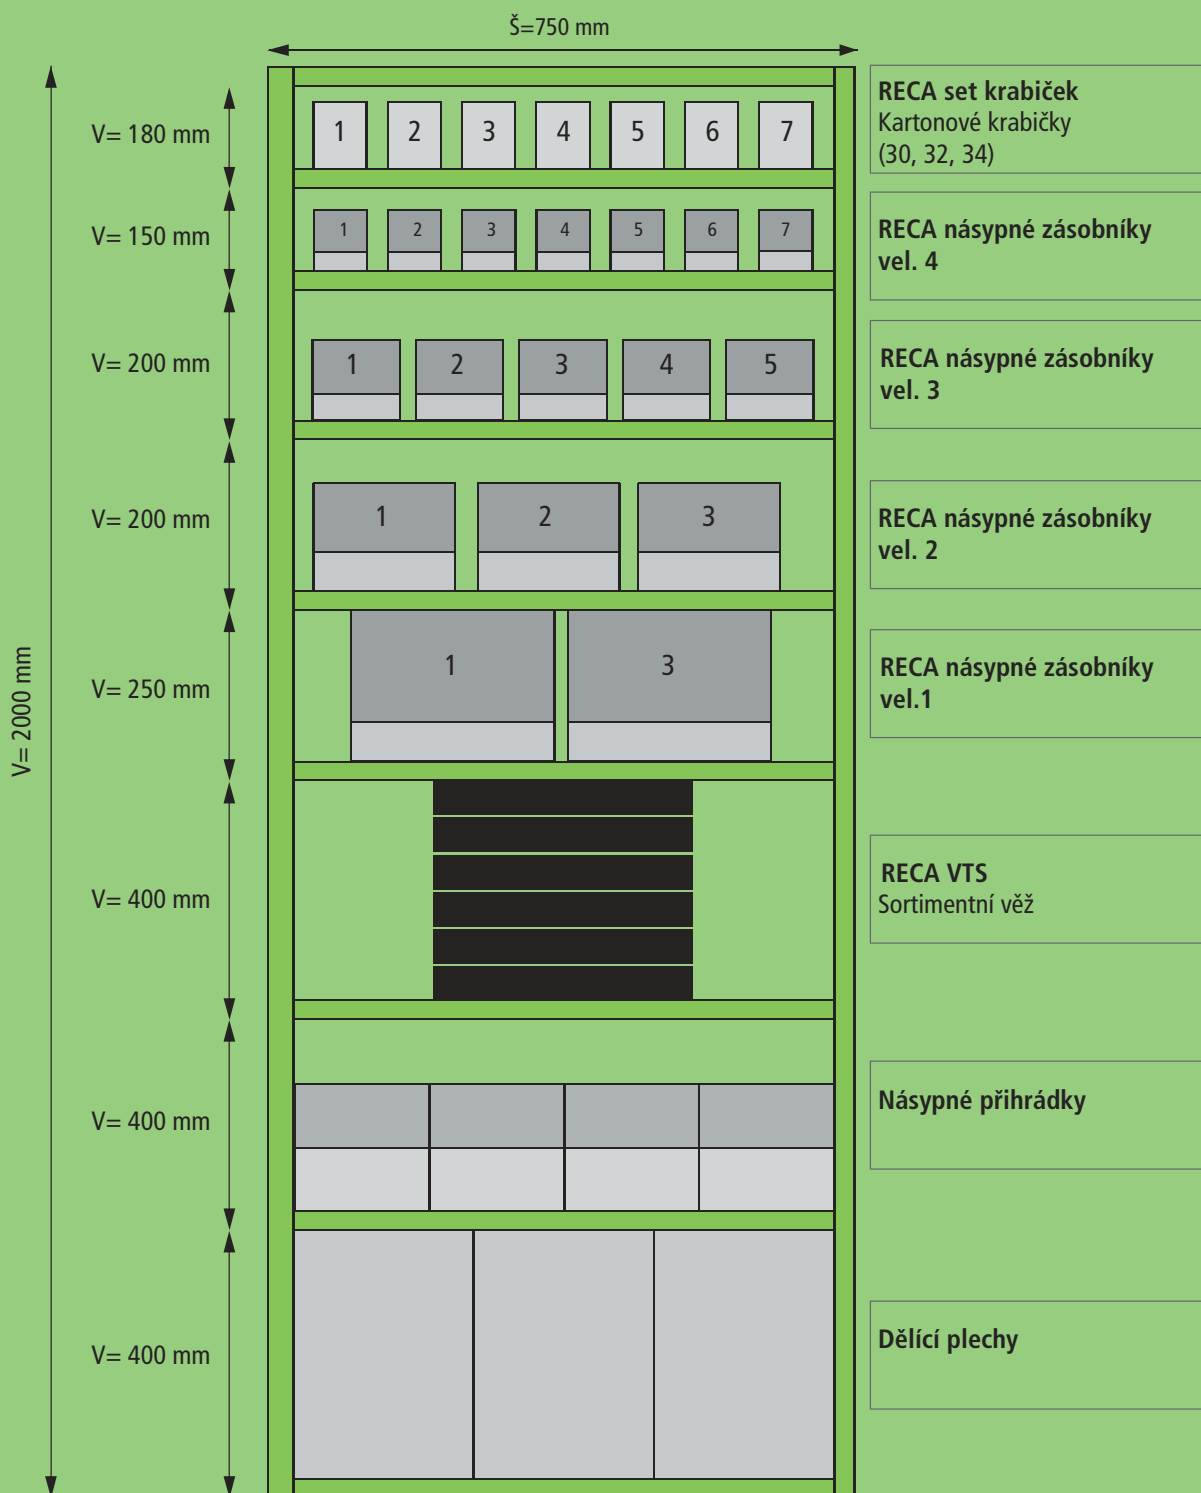 Š=750 mm
V= 2000 mm
V= 180 mm
1 2 3 4 5 6 7
RECA set krabiček
Kartonové krabičky
(30, 32, 34)
V= 150 mm
1 2 3 4 5 6 7
RECA násypné zásobníky
vel. 4
V= 200 mm
1 2 3 4 5
RECA násypné zásobníky
vel. 3
V= 200 mm
1 2 3
RECA násypné zásobníky
vel. 2
V= 250 mm
1 3
RECA násypné zásobníky
vel.1
V= 400 mm
RECA VTS
Sortimentní věž
V= 400 mm
Násypné přihrádky
V= 400 mm
Dělící plechy